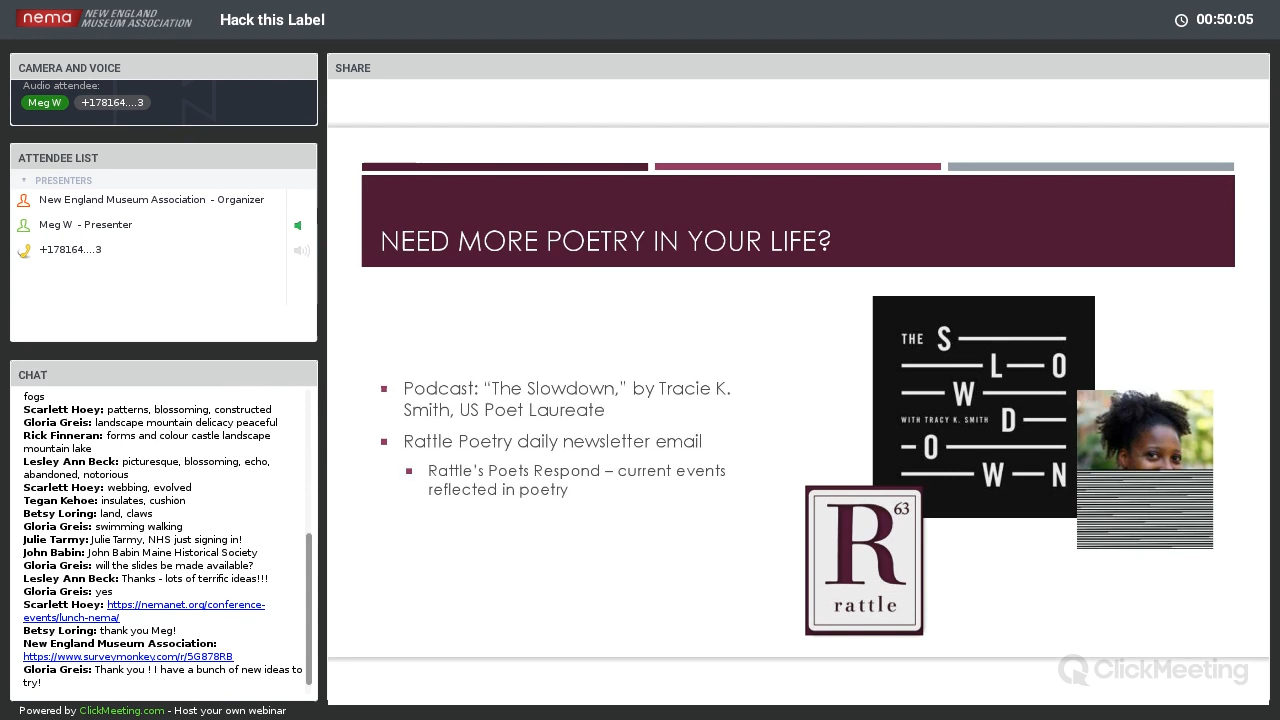 nema NEW ENGLAND
MUSEUM ASSOCIATION
Hack this Label
00:50:05
CAMERA AND VOICE
Audio attendee:
Meg W +178164....3
ATTENDEE LIST
PRESENTERS
New England Museum Association - Organizer
Meg W - Presenter
+178164....3
CHAT
fogs
Scarlett Hoey: patterns, blossoming, constructed
Gloria Greis: landscape mountain delicacy peaceful
Rick Finneran: forms and colour castle landscape
mountain lake
Lesley Ann Beck: picturesque, blossoming, echo,
abandoned, notorious
Scarlett Hoey: webbing, evolved
Tegan Kehoe: insulates, cushion
Betsy Loring: land, claws
Gloria Greis: swimming walking
Julie Tarmy: Julie Tarmy, NHS just signing in!
John Babin: John Babin Maine Historical Society
Gloria Greis: will the slides be made available?
Lesley Ann Beck: Thanks - lots of terrific ideas!!!
Gloria Greis: yes
Scarlett Hoey: https://nemanet.org/conference-
events/lunch-nema/
Betsy Loring: thank you Meg!
New England Museum Association:
https://www.surveymonkey.com/r/5G878RB
Gloria Greis: Thank you ! I have a bunch of new ideas to
try!
Powered by ClickMeeting.com - Host your own webinar
SHARE
NEED MORE POETRY IN YOUR LIFE?
Podcast: “The Slowdown,” by Tracie K.
Smith, US Poet Laureate
Rattle Poetry daily newsletter email
Rattle’s Poets Respond – current events
reflected in poetry
THE S
L O
W
WITH TRACY K. SMITH D
O
W N
R 63
rattle
ClickMeeting